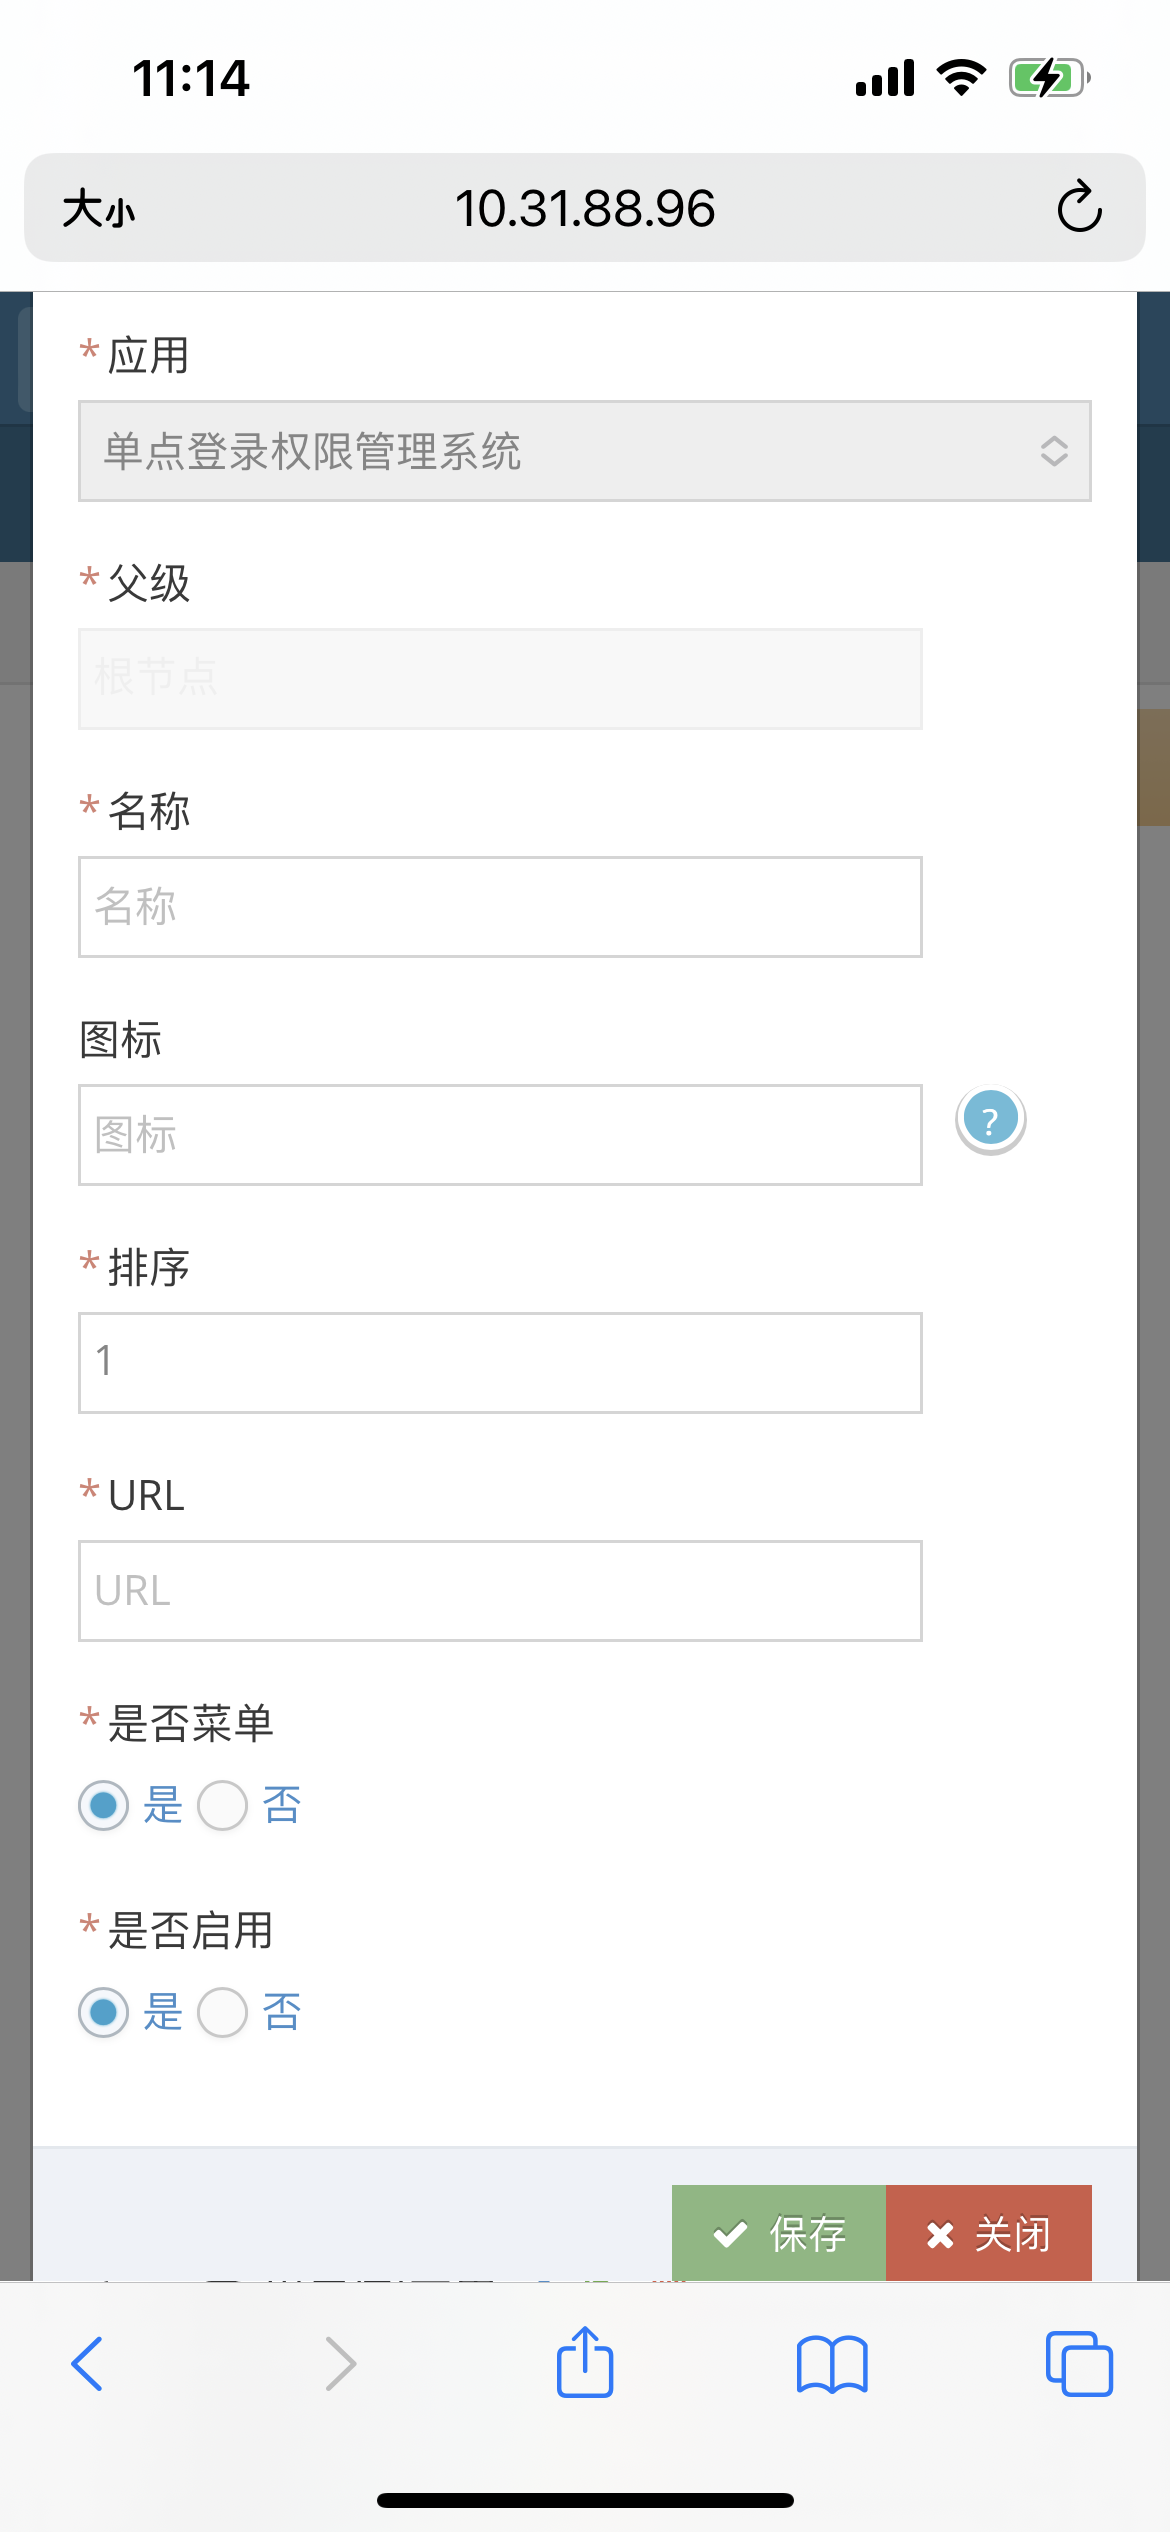 11:14
大小
10.31.88.96
* 应用
单点登录权限管理系统
* 父级
根节点
* 名称
名称
图标
图标
?
* 排序
1
* URL
URL
* 是否菜单
是 否
* 是否启用
是 否
保存 关闭